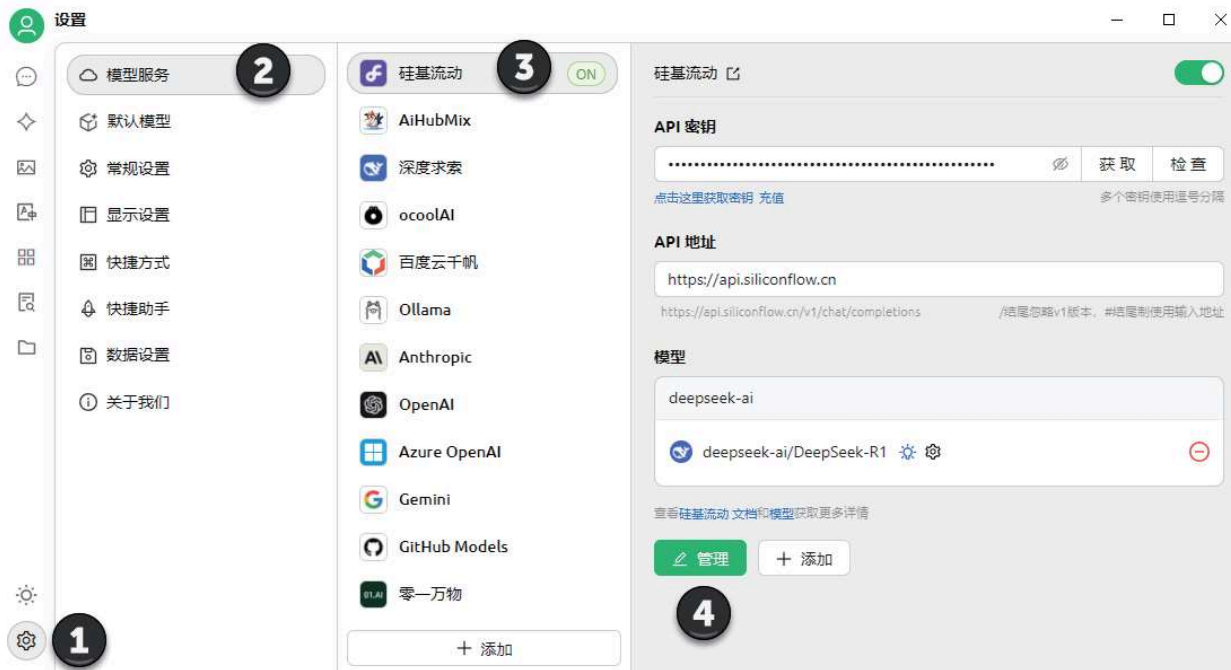 设置
模型服务
2
默认模型
常规设置
显示设置
快捷方式
快捷助手
数据设置
关于我们
1
硅基流动
3
ON
AiHubMix
深度求索
ocoolAI
百度云千帆
Ollama
Anthropic
OpenAI
Azure OpenAI
Gemini
GitHub Models
01.AI
零一万物
添加
硅基流动
API 密钥
获取
检查
点击这里获取密钥 充值
多个密钥使用逗号分隔
API 地址
https://api.siliconflow.cn
https://api.siliconflow.cn/v1/chat/completions
/结尾忽略v1版本，#结尾制使用输入地址
模型
deepseek-ai
deepseek-ai/DeepSeek-R1
查看硅基流动 文档和模型获取更多详情
管理
添加
4